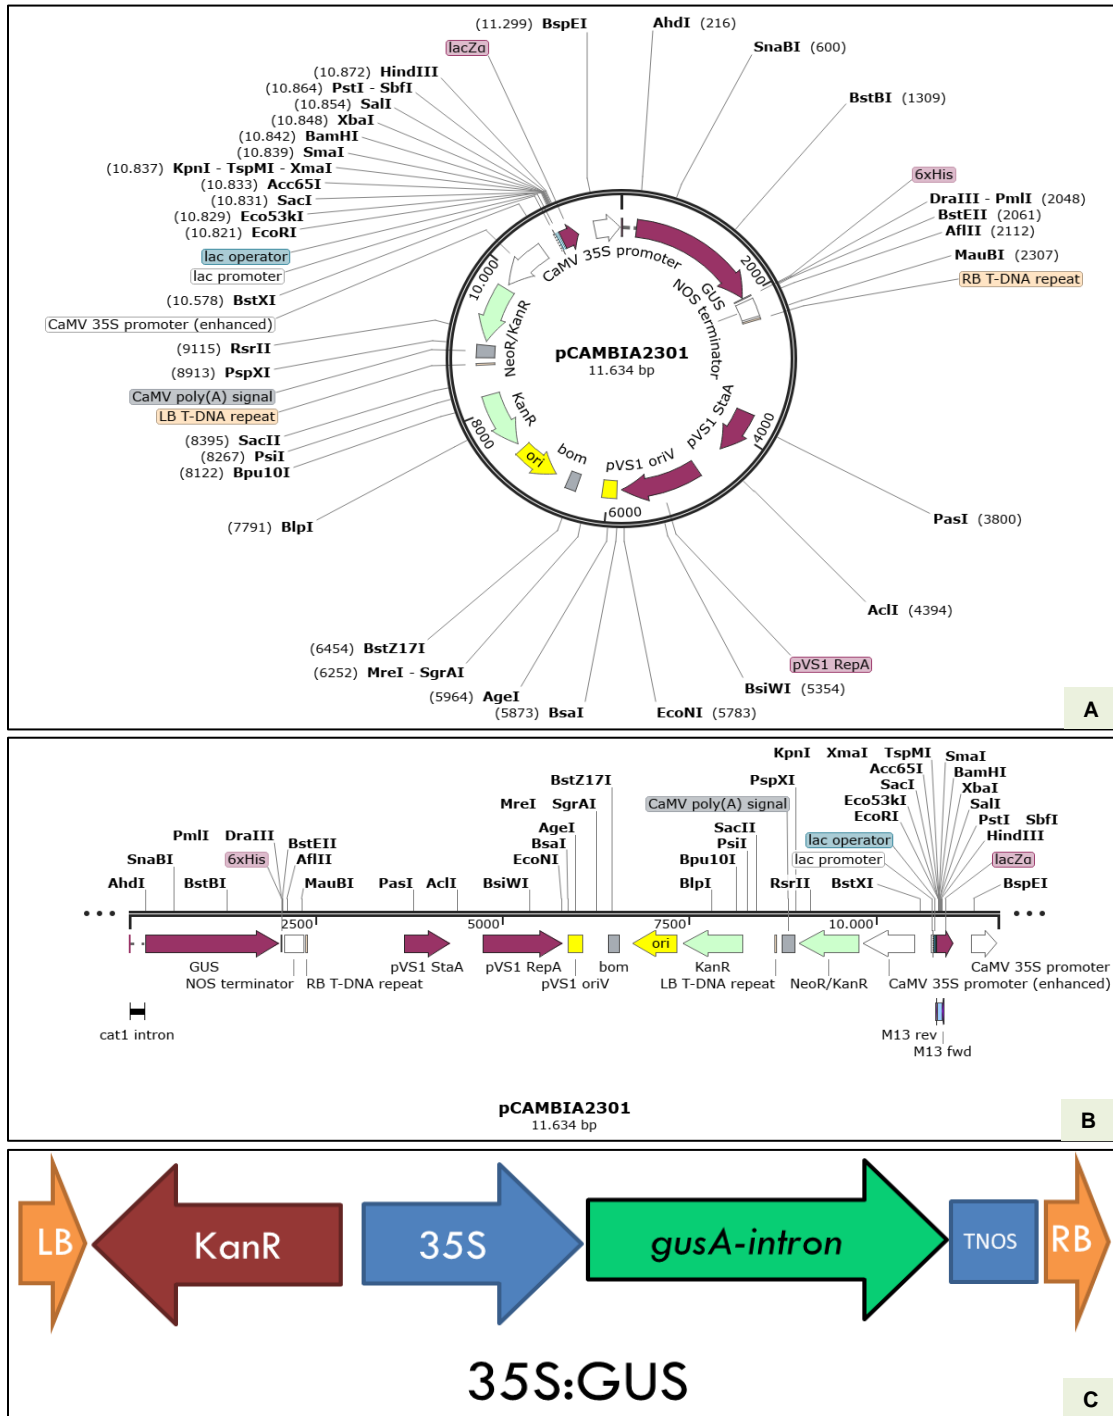 (11.299) BspEI
AhdI (216)
lacZα
SnaBI (600)
(10.872) HindIII
(10.864) PstI - SbfI
(10.854) SalI
(10.848) XbaI
(10.842) BamHI
(10.839) SmaI
(10.837) KpnI - TspMI - XmaI
(10.833) Acc65I
(10.831) SacI
(10.829) Eco53kI
(10.821) EcoRI
lac operator
lac promoter
(10.578) BstXI
CaMV 35S promoter (enhanced)
(9115) RsrII
(8913) PspXI
CaMV poly(A) signal
LB T-DNA repeat
(8395) SacII
(8267) PsiI
(8122) Bpu10I
(7791) BlpI
BstBI (1309)
6xHis
DraIII - PmlI (2048)
BstEII (2061)
AflII (2112)
MauBI (2307)
RB T-DNA repeat
PasI (3800)
AclI (4394)
pVS1 RepA
BsiWI (5354)
EcoNI (5783)
(5873) BsaI
(5964) AgeI
(6252) MreI - SgrAI
(6454) BstZ17I
CaMV 35S promoter
GUS
NOS terminator
pVS1 StaA
pVS1 oriV
bom
ori
KanR
NeoR/KanR
2000
4000
6000
8000
10.000
pCAMBIA2301
11.634 bp
A
KpnI XmaI TspMI SmaI
Acc65I BamHI
BstZ17I PspXI SacI XbaI
MreI SgrAI CaMV poly(A) signal Eco53kI SalI
AgeI SacII EcoRI PstI SbfI
PmlI DraIII BsaI PsiI lac operator HindIII
SnaBI 6xHis BstEII EcoNI Bpu10I lac promoter lacZα
AhdI BstBI AflII MauBI PasI AclI BsiWI BlpI RsrII BstXI BspEI
2500 5000 7500 10.000
ori
GUS pVS1 StaA pVS1 RepA bom KanR NeoR/KanR CaMV 35S promoter
NOS terminator RB T-DNA repeat pVS1 oriV LB T-DNA repeat CaMV 35S promoter (enhanced)
cat1 intron M13 rev
M13 fwd
pCAMBIA2301
11.634 bp
B
LB KanR 35S gusA-intron TNOS RB
35S:GUS
C